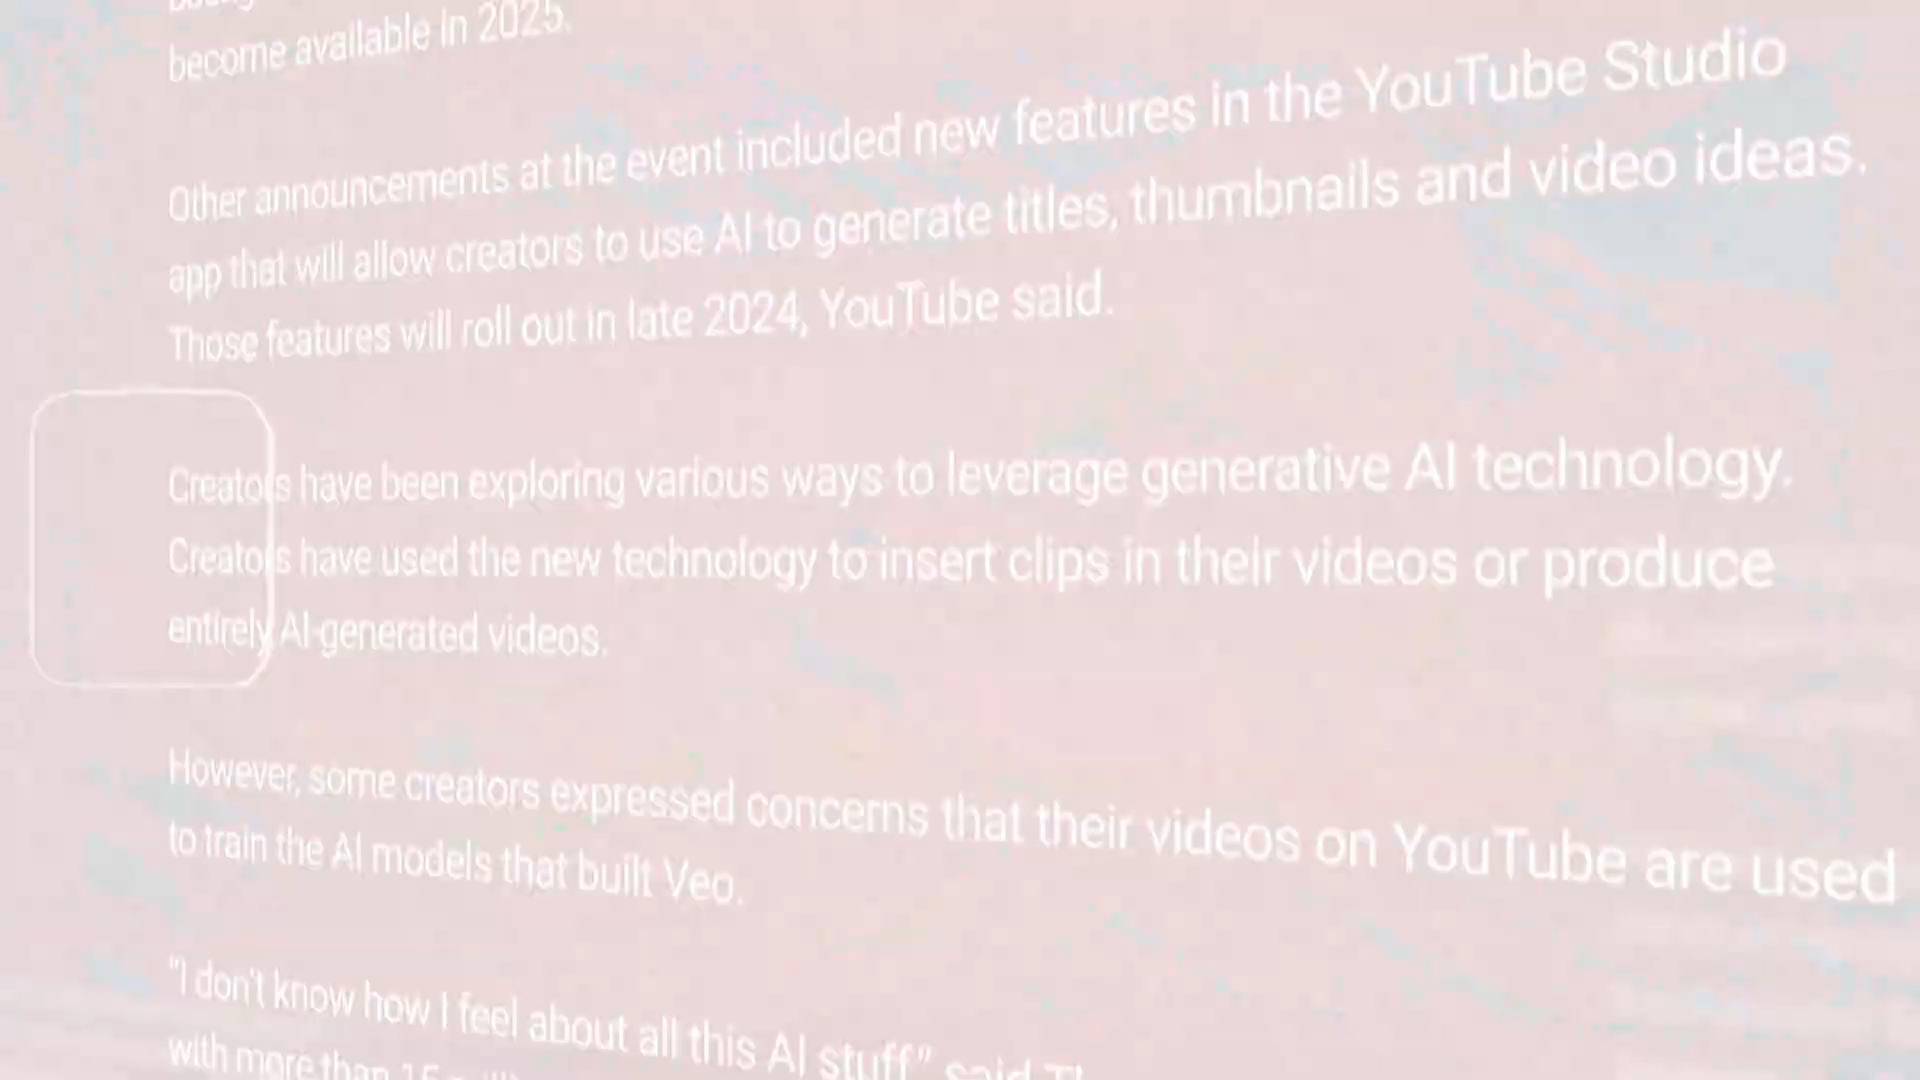 become available in 2025.
Other announcements at the event included new features in the YouTube Studio
app that will allow creators to use AI to generate titles, thumbnails and video ideas.
Those features will roll out in late 2024, YouTube said.
Creators have been exploring various ways to leverage generative AI technology.
Creators have used the new technology to insert clips in their videos or produce
entirely AI-generated videos.
However, some creators expressed concerns that their videos on YouTube are used
to train the AI models that built Veo.
"I don't know how I feel about all this AI stuff" said
with more than 15